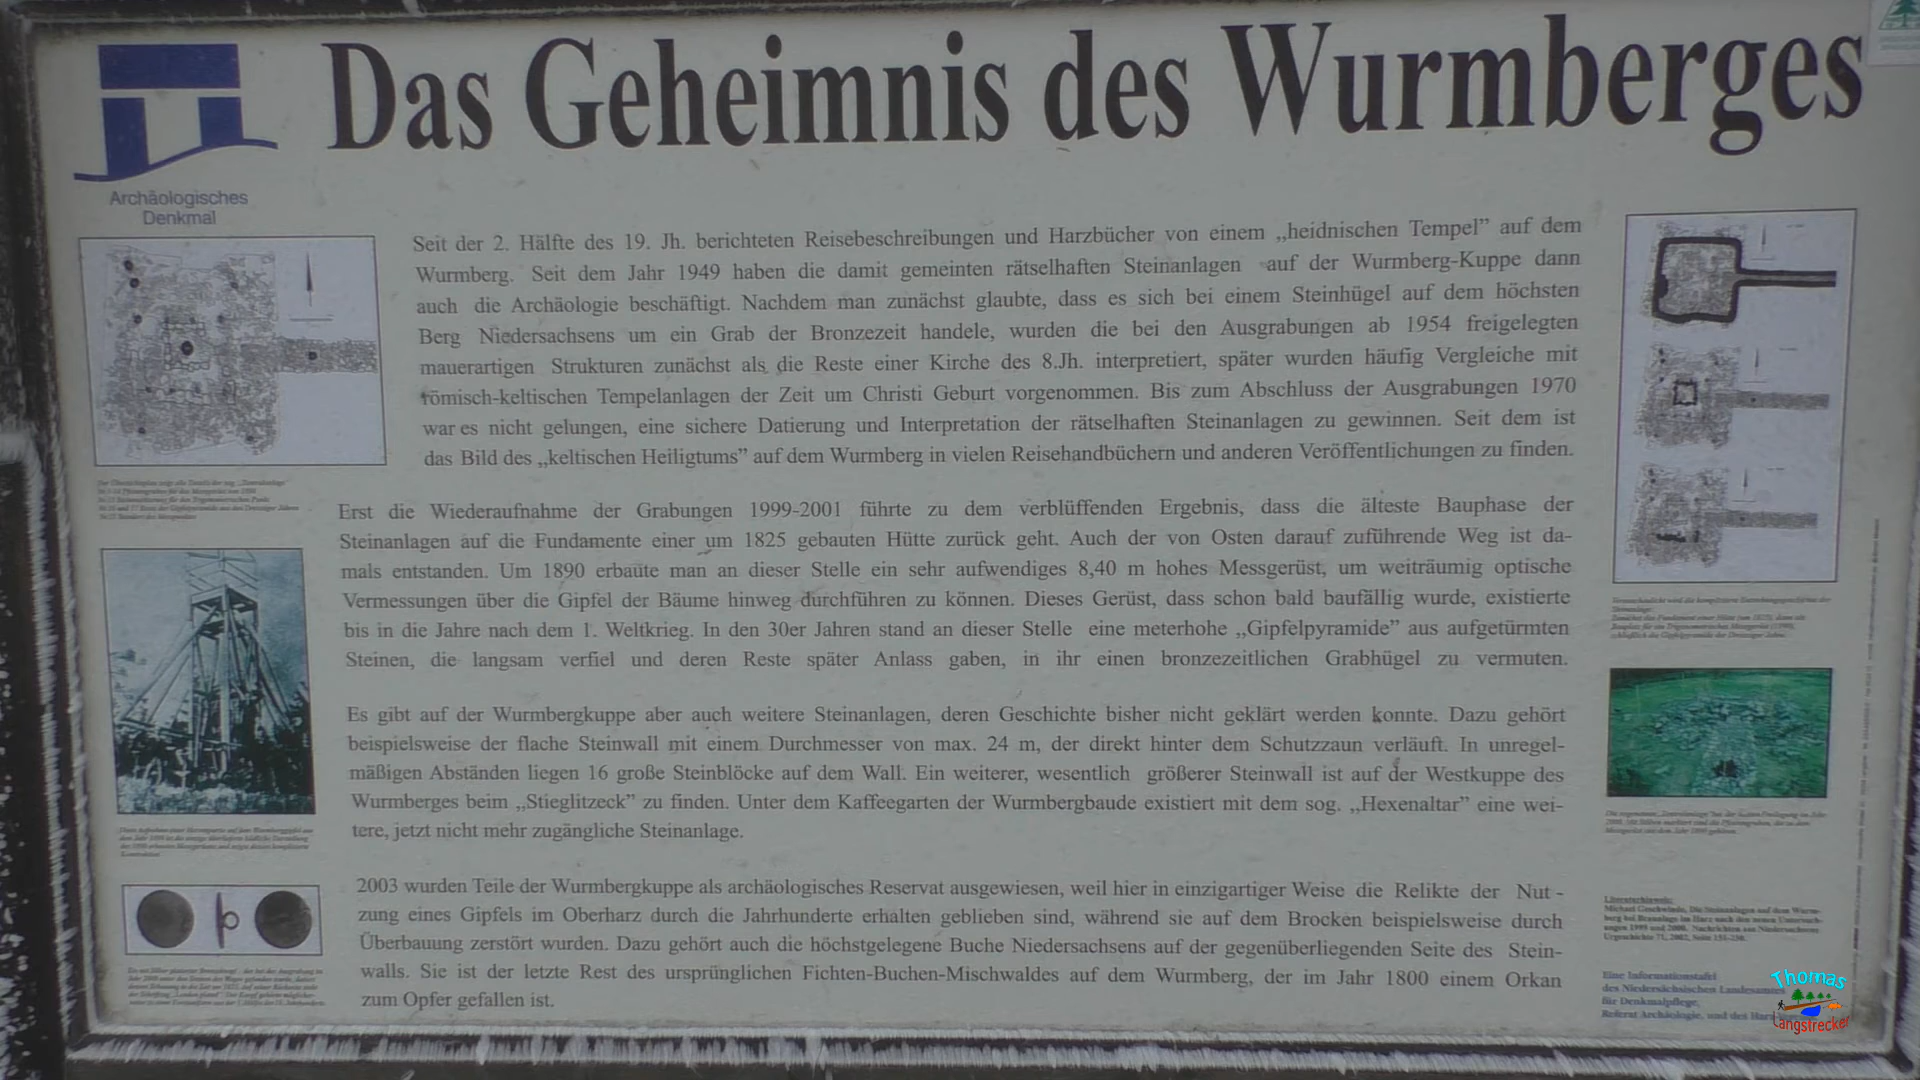 Das Geheimnis des Wurmberges
Archäologisches
Denkmal
Seit der 2. Hälfte des 19. Jh. berichteten Reisebeschreibungen und Harzbücher von einem „heidnischen Tempel” auf dem
Wurmberg. Seit dem Jahr 1949 haben die damit gemeinten rätselhaften Steinanlagen auf der Wurmberg-Kuppe dann
auch die Archäologie beschäftigt. Nachdem man zunächst glaubte, dass es sich bei einem Steinhügel auf dem höchsten
Berg Niedersachsens um ein Grab der Bronzezeit handele, wurden die bei den Ausgrabungen ab 1954 freigelegten
mauerartigen Strukturen zunächst als die Reste einer Kirche des 8.Jh. interpretiert, später wurden häufig Vergleiche mit
römisch-keltischen Tempelanlagen der Zeit um Christi Geburt vorgenommen. Bis zum Abschluss der Ausgrabungen 1970
war es nicht gelungen, eine sichere Datierung und Interpretation der rätselhaften Steinanlagen zu gewinnen. Seit dem ist
das Bild des „keltischen Heiligtums” auf dem Wurmberg in vielen Reisehandbüchern und anderen Veröffentlichungen zu finden.
Erst die Wiederaufnahme der Grabungen 1999-2001 führte zu dem verblüffenden Ergebnis, dass die älteste Bauphase der
Steinanlagen auf die Fundamente einer um 1825 gebauten Hütte zurück geht. Auch der von Osten darauf zuführende Weg ist da-
mals entstanden. Um 1890 erbaute man an dieser Stelle ein sehr aufwendiges 8,40 m hohes Messgerüst, um weiträumig optische
Vermessungen über die Gipfel der Bäume hinweg durchführen zu können. Dieses Gerüst, dass schon bald baufällig wurde, existierte
bis in die Jahre nach dem 1. Weltkrieg. In den 30er Jahren stand an dieser Stelle eine meterhohe „Gipfelpyramide” aus aufgetürmten
Steinen, die langsam verfiel und deren Reste später Anlass gaben, in ihr einen bronzezeitlichen Grabhügel zu vermuten.
Es gibt auf der Wurmbergkuppe aber auch weitere Steinanlagen, deren Geschichte bisher nicht geklärt werden konnte. Dazu gehört
beispielsweise der flache Steinwall mit einem Durchmesser von max. 24 m, der direkt hinter dem Schutzzaun verläuft. In unregel-
mäßigen Abständen liegen 16 große Steinblöcke auf dem Wall. Ein weiterer, wesentlich größerer Steinwall ist auf der Westkuppe des
Wurmberges beim „Stieglitzeck” zu finden. Unter dem Kaffeegarten der Wurmbergbaude existiert mit dem sog. „Hexenaltar” eine wei-
tere, jetzt nicht mehr zugängliche Steinanlage.
2003 wurden Teile der Wurmbergkuppe als archäologisches Reservat ausgewiesen, weil hier in einzigartiger Weise die Relikte der Nut-
zung eines Gipfels im Oberharz durch die Jahrhunderte erhalten geblieben sind, während sie auf dem Brocken beispielsweise durch
Überbauung zerstört wurden. Dazu gehört auch die höchstgelegene Buche Niedersachsens auf der gegenüberliegenden Seite des Stein-
walls. Sie ist der letzte Rest des ursprünglichen Fichten-Buchen-Mischwaldes auf dem Wurmberg, der im Jahr 1800 einem Orkan
zum Opfer gefallen ist.
Eine Informationstafel
des Niedersächsischen Landesamtes
für Denkmalpflege,
Referat Archäologie, und des
Thomas
Langstrecker